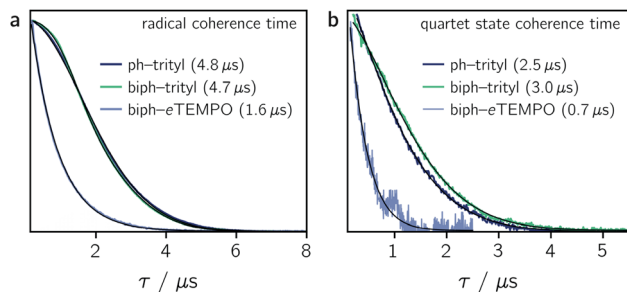 a
radical coherence time
ph–trityl (4.8 μs)
biph–trityl (4.7 μs)
biph–eTEMPO (1.6 μs)
2
4
6
8
τ / μs
b
quartet state coherence time
ph–trityl (2.5 μs)
biph–trityl (3.0 μs)
biph–eTEMPO (0.7 μs)
1
2
3
4
5
τ / μs